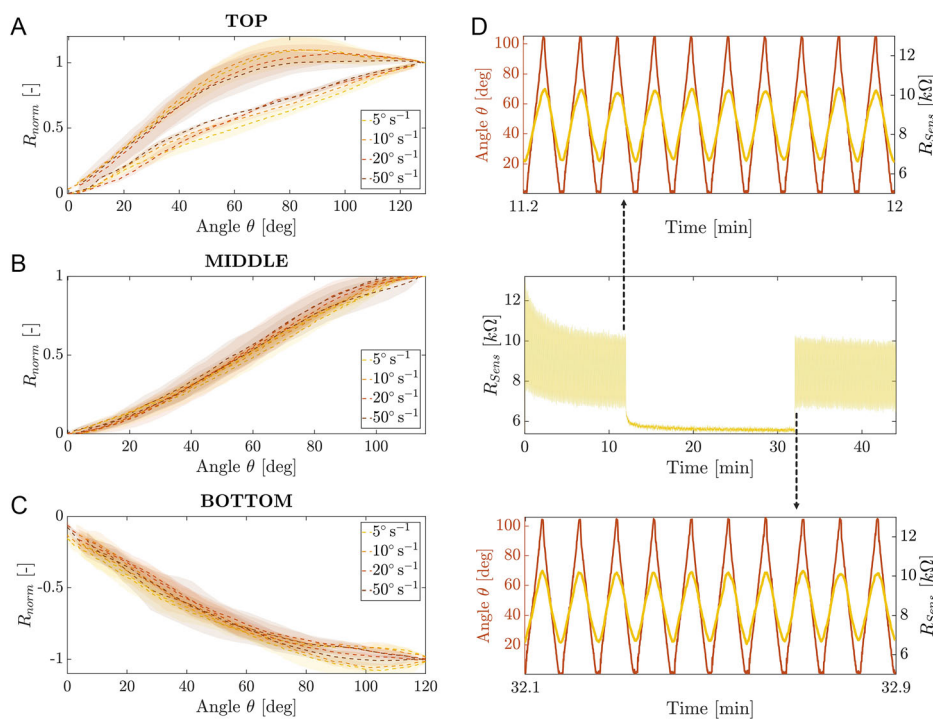 A
TOP
R_norm [-]
1
0.5
0
5° s⁻¹
10° s⁻¹
20° s⁻¹
50° s⁻¹
0 20 40 60 80 100 120
Angle θ [deg]
B
MIDDLE
R_norm [-]
1
0.5
0
5° s⁻¹
10° s⁻¹
20° s⁻¹
50° s⁻¹
0 20 40 60 80 100
Angle θ [deg]
C
BOTTOM
R_norm [-]
0
-0.5
-1
5° s⁻¹
10° s⁻¹
20° s⁻¹
50° s⁻¹
0 20 40 60 80 100 120
Angle θ [deg]
D
Angle θ [deg]
100
80
60
40
20
12
10
8
6
R_Sens [kΩ]
11.2 12
Time [min]
R_Sens [kΩ]
12
10
8
6
0 10 20 30 40
Time [min]
Angle θ [deg]
100
80
60
40
20
12
10
8
6
R_Sens [kΩ]
32.1 32.9
Time [min]